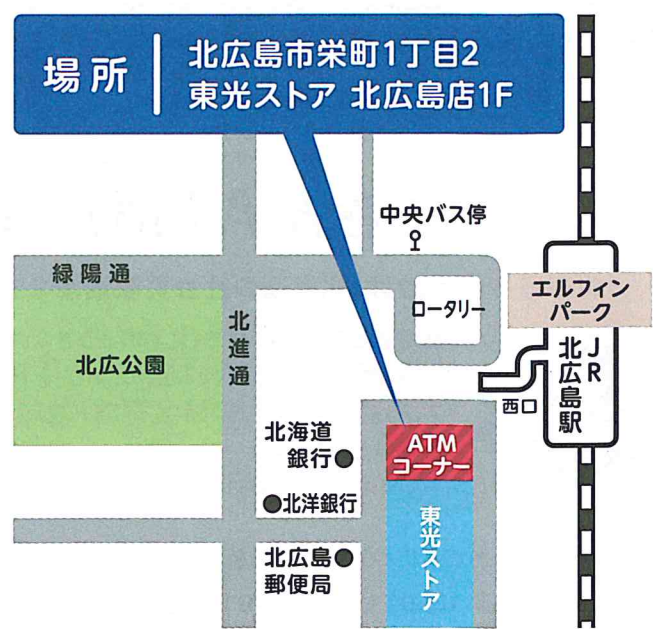 場所
北広島市栄町1丁目2
東光ストア 北広島店1F
中央バス停
緑陽通
ロータリー
エルフィン
パーク
北進通
北広公園
JR
北広島駅
西口
北海道
銀行
ATM
コーナー
北洋銀行
東光ストア
北広島
郵便局